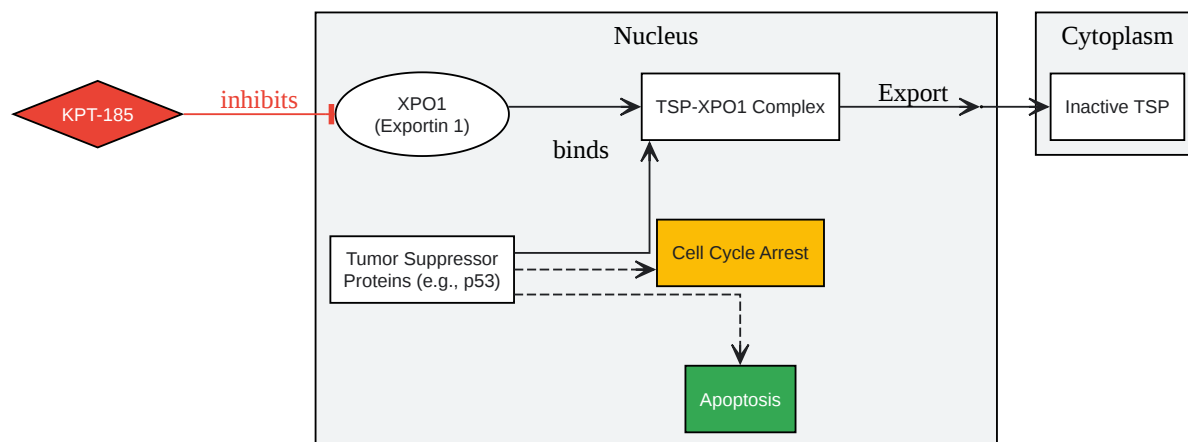 Nucleus
Cytoplasm
KPT-185
inhibits
XPO1
(Exportin 1)
binds
TSP-XPO1 Complex
Export
Inactive TSP
Tumor Suppressor
Proteins (e.g., p53)
Cell Cycle Arrest
Apoptosis